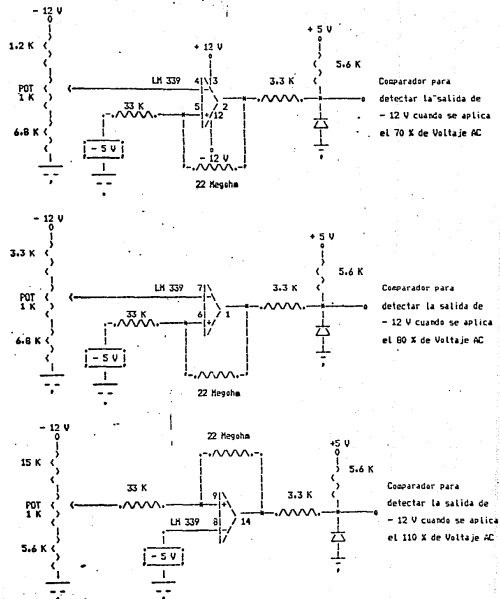 - 12 V
1.2 K
POT
1 K
6.8 K
- 5 V
33 K
LM 339
+ 12 V
4
3
5
12
2
- 12 V
22 Megohm
3.3 K
+ 5 V
5.6 K
Comparador para
detectar la salida de
- 12 V cuando se aplica
el 70 % de Voltaje AC
- 12 V
3.3 K
POT
1 K
6.8 K
- 5 V
33 K
LM 339
7
6
1
22 Megohm
3.3 K
+ 5 V
5.6 K
Comparador para
detectar la salida de
- 12 V cuando se aplica
el 80 % de Voltaje AC
- 12 V
15 K
POT
1 K
5.6 K
33 K
22 Megohm
LM 339
9
8
14
- 5 V
3.3 K
+5 V
5.6 K
Comparador para
detectar la salida de
- 12 V cuando se aplica
el 110 % de Voltaje AC